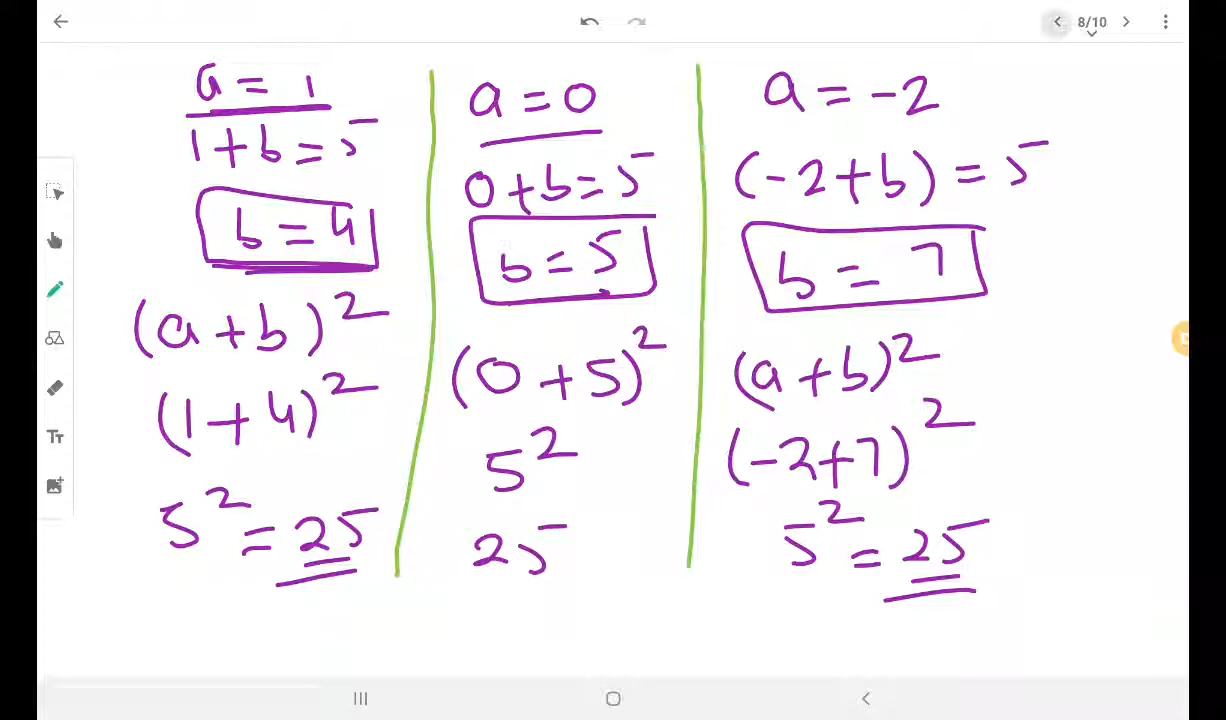 8/10
a = 1
1+b=5
b = 4
(a+b)²
(1+4)²
5² = 25
a = 0
0+b=5
b = 5
(0+5)²
5²
25
a = -2
(-2+b) = 5
b = 7
(a+b)²
(-2+7)²
5² = 25
Tт